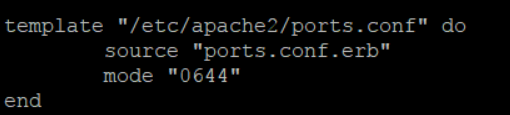 template "/etc/apache2/ports.conf" do
        source "ports.conf.erb"
        mode "0644"
end